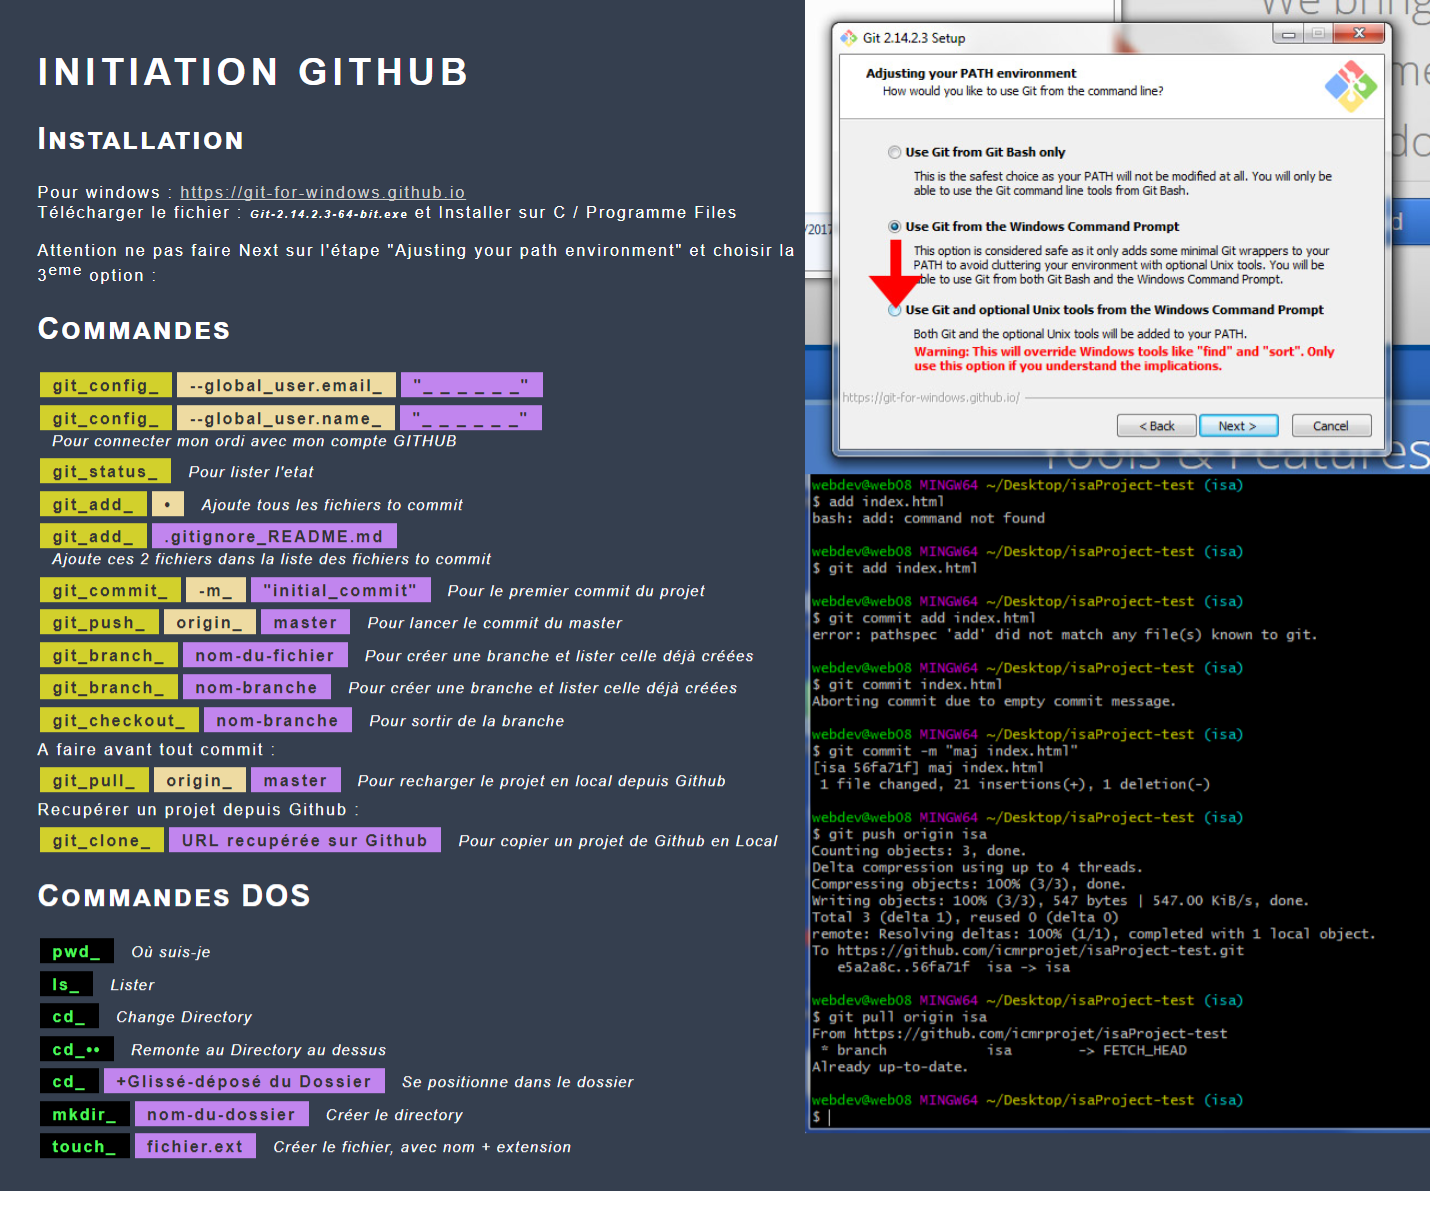 INITIATION GITHUB
INSTALLATION
Pour windows : https://git-for-windows.github.io
Télécharger le fichier : Git-2.14.2.3-64-bit.exe et Installer sur C / Programme Files
Attention ne pas faire Next sur l'étape "Ajusting your path environment" et choisir la
3eme option :
COMMANDES
git_config_ --global_user.email_ "_ _ _ _ _ _"
git_config_ --global_user.name_ "_ _ _ _ _ _"
Pour connecter mon ordi avec mon compte GITHUB
git_status_ Pour lister l'etat
git_add_ • Ajoute tous les fichiers to commit
git_add_ .gitignore_README.md
Ajoute ces 2 fichiers dans la liste des fichiers to commit
git_commit_ -m_ "initial_commit" Pour le premier commit du projet
git_push_ origin_ master Pour lancer le commit du master
git_branch_ nom-du-fichier Pour créer une branche et lister celle déjà créées
git_branch_ nom-branche Pour créer une branche et lister celle déjà créées
git_checkout_ nom-branche Pour sortir de la branche
A faire avant tout commit :
git_pull_ origin_ master Pour recharger le projet en local depuis Github
Recupérer un projet depuis Github :
git_clone_ URL recupérée sur Github Pour copier un projet de Github en Local
COMMANDES DOS
pwd_ Où suis-je
ls_ Lister
cd_ Change Directory
cd_•• Remonte au Directory au dessus
cd_ +Glissé-déposé du Dossier Se positionne dans le dossier
mkdir_ nom-du-dossier Créer le directory
touch_ fichier.ext Créer le fichier, avec nom + extension
We bring
Git 2.14.2.3 Setup
Adjusting your PATH environment
How would you like to use Git from the command line?
Use Git from Git Bash only
This is the safest choice as your PATH will not be modified at all. You will only be
able to use the Git command line tools from Git Bash.
/2017
Use Git from the Windows Command Prompt
This option is considered safe as it only adds some minimal Git wrappers to your
PATH to avoid cluttering your environment with optional Unix tools. You will be
able to use Git from both Git Bash and the Windows Command Prompt.
Use Git and optional Unix tools from the Windows Command Prompt
Both Git and the optional Unix tools will be added to your PATH.
Warning: This will override Windows tools like "find" and "sort". Only
use this option if you understand the implications.
https://git-for-windows.github.io/
< Back Next > Cancel
Tools & Features
webdev@web08 MINGW64 ~/Desktop/isaProject-test (isa)
$ add index.html
bash: add: command not found
webdev@web08 MINGW64 ~/Desktop/isaProject-test (isa)
$ git add index.html
webdev@web08 MINGW64 ~/Desktop/isaProject-test (isa)
$ git commit add index.html
error: pathspec 'add' did not match any file(s) known to git.
webdev@web08 MINGW64 ~/Desktop/isaProject-test (isa)
$ git commit index.html
Aborting commit due to empty commit message.
webdev@web08 MINGW64 ~/Desktop/isaProject-test (isa)
$ git commit -m "maj index.html"
[isa 56fa71f] maj index.html
1 file changed, 21 insertions(+), 1 deletion(-)
webdev@web08 MINGW64 ~/Desktop/isaProject-test (isa)
$ git push origin isa
Counting objects: 3, done.
Delta compression using up to 4 threads.
Compressing objects: 100% (3/3), done.
Writing objects: 100% (3/3), 547 bytes | 547.00 KiB/s, done.
Total 3 (delta 1), reused 0 (delta 0)
remote: Resolving deltas: 100% (1/1), completed with 1 local object.
To https://github.com/icmrprojet/isaProject-test.git
e5a2a8c..56fa71f isa -> isa
webdev@web08 MINGW64 ~/Desktop/isaProject-test (isa)
$ git pull origin isa
From https://github.com/icmrprojet/isaProject-test
* branch isa -> FETCH_HEAD
Already up-to-date.
webdev@web08 MINGW64 ~/Desktop/isaProject-test (isa)
$